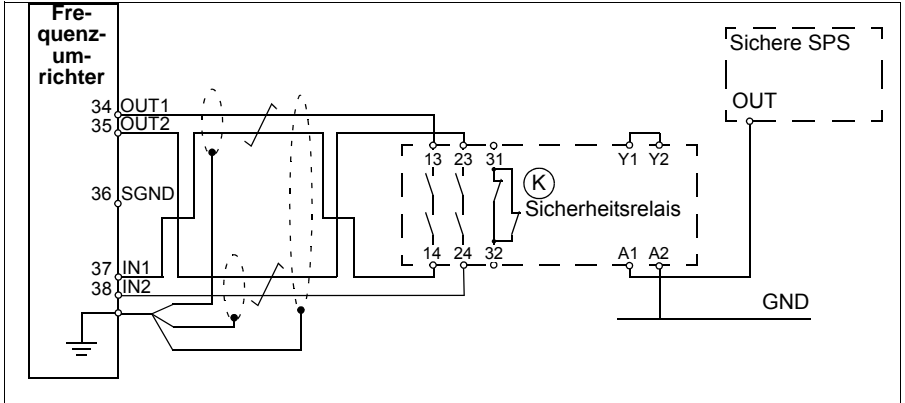 Fre-
quenz-
um-
richter
34 OUT1
35 OUT2
36 SGND
37 IN1
38 IN2
13 23 31
14 24 32
K
Sicherheitsrelais
Y1 Y2
A1 A2
Sichere SPS
OUT
GND